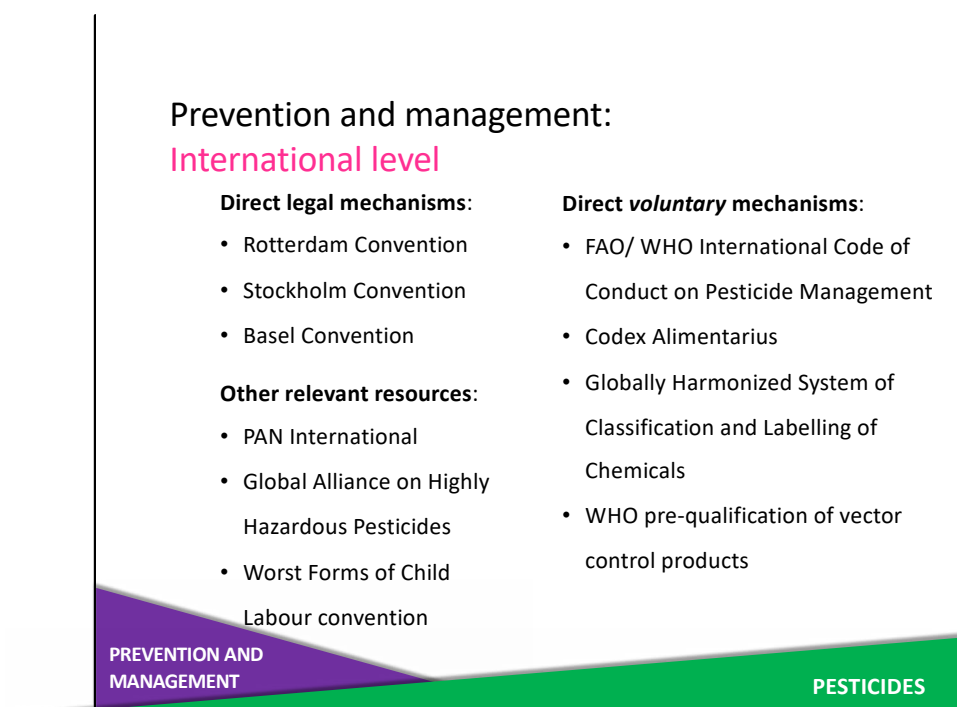 Prevention and management:
International level
Direct legal mechanisms:
• Rotterdam Convention
• Stockholm Convention
• Basel Convention
Other relevant resources:
• PAN International
• Global Alliance on Highly
Hazardous Pesticides
• Worst Forms of Child
Labour convention
Direct voluntary mechanisms:
• FAO/ WHO International Code of
Conduct on Pesticide Management
• Codex Alimentarius
• Globally Harmonized System of
Classification and Labelling of
Chemicals
• WHO pre-qualification of vector
control products
PREVENTION AND
MANAGEMENT
PESTICIDES